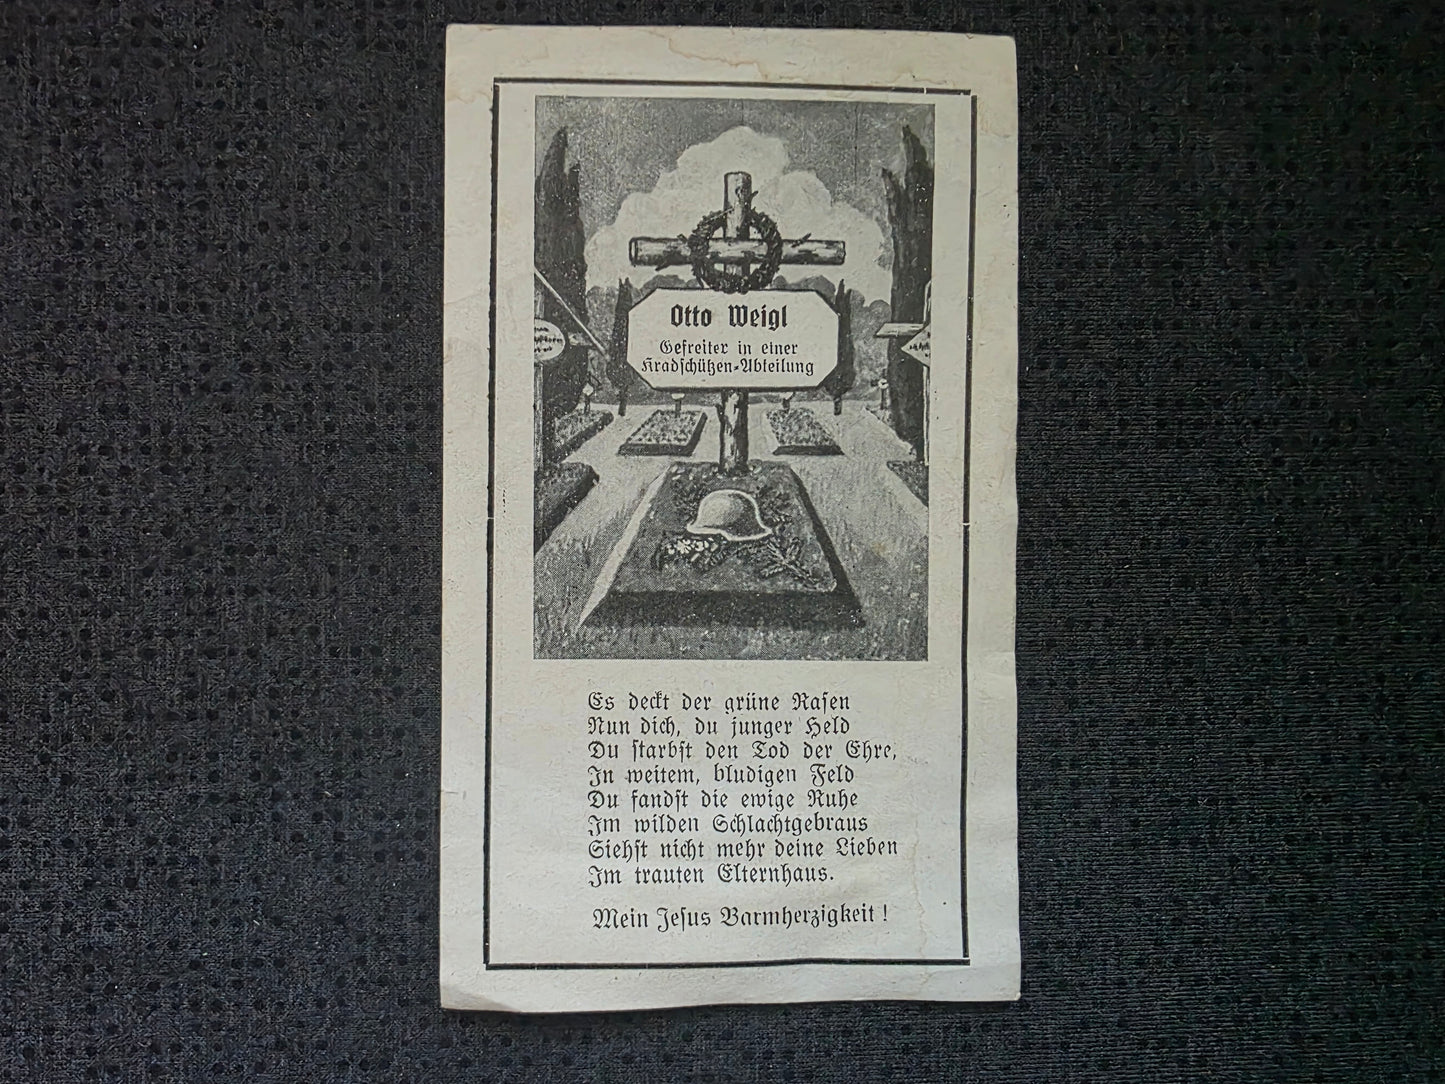 Otto Weigl
Gefreiter in einer
Kradschützen-Abteilung
Es deckt der grüne Rasen
Nun dich, du junger Held
Du starbst den Tod der Ehre,
In weitem, bludigen Feld
Du fandst die ewige Ruhe
Im wilden Schlachtgebraus
Siehst nicht mehr deine Lieben
Im trauten Elternhaus.
Mein Jesus Barmherzigkeit !